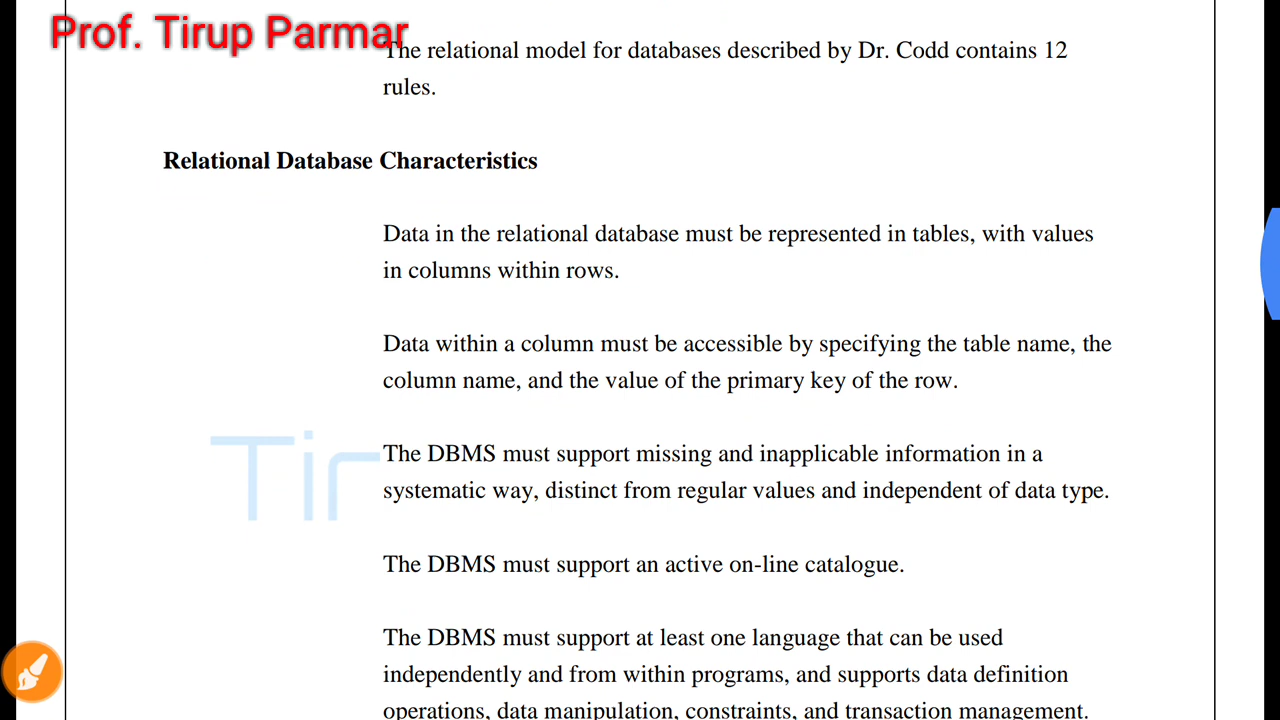 Prof. Tirup Parmar
The relational model for databases described by Dr. Codd contains 12
rules.
Relational Database Characteristics
Data in the relational database must be represented in tables, with values
in columns within rows.
Data within a column must be accessible by specifying the table name, the
column name, and the value of the primary key of the row.
Tir
The DBMS must support missing and inapplicable information in a
systematic way, distinct from regular values and independent of data type.
The DBMS must support an active on-line catalogue.
The DBMS must support at least one language that can be used
independently and from within programs, and supports data definition
operations, data manipulation, constraints, and transaction management.